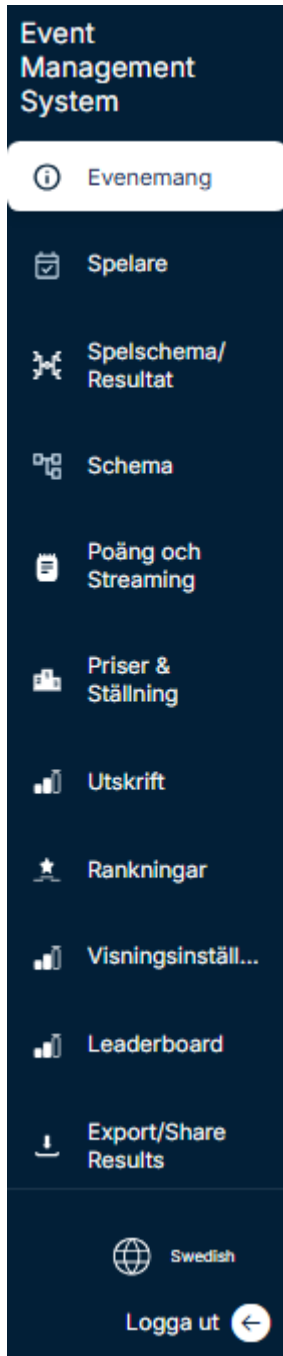 Event
Management
System
Evenemang
Spelare
Spelschema/
Resultat
Schema
Poäng och
Streaming
Priser &
Ställning
Utskrift
Rankningar
Visningsinställ...
Leaderboard
Export/Share
Results
Swedish
Logga ut